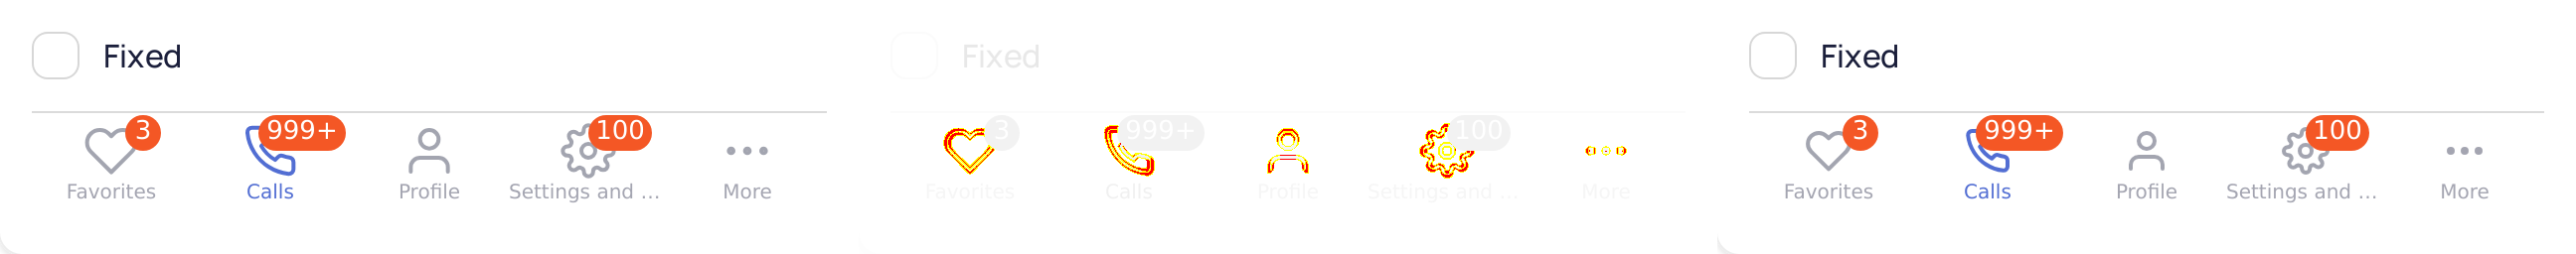 Fixed
3 999+ 100
Favorites Calls Profile Settings and ... More
Fixed
3 999+ 100
Favorites Calls Profile Settings and ... More
Fixed
3 999+ 100
Favorites Calls Profile Settings and ... More